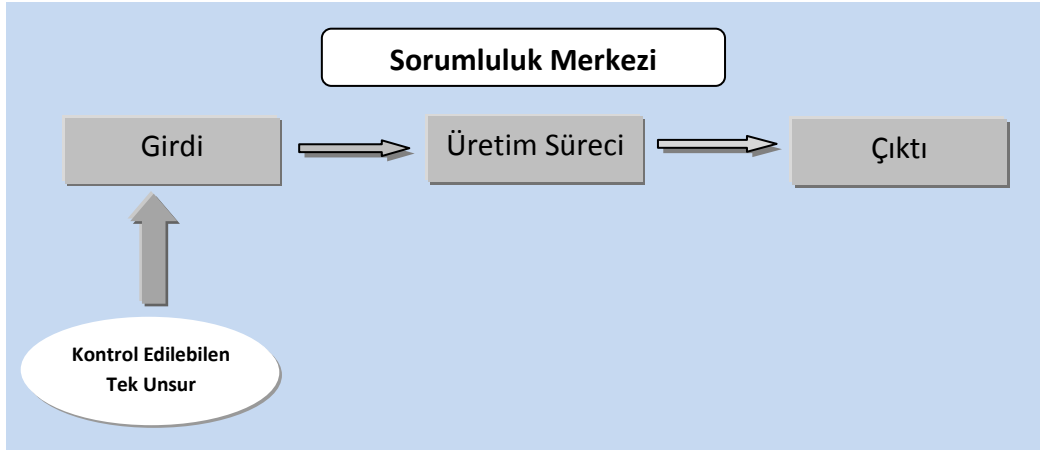 Sorumluluk Merkezi
Girdi
Üretim Süreci
Çıktı
Kontrol Edilebilen
Tek Unsur